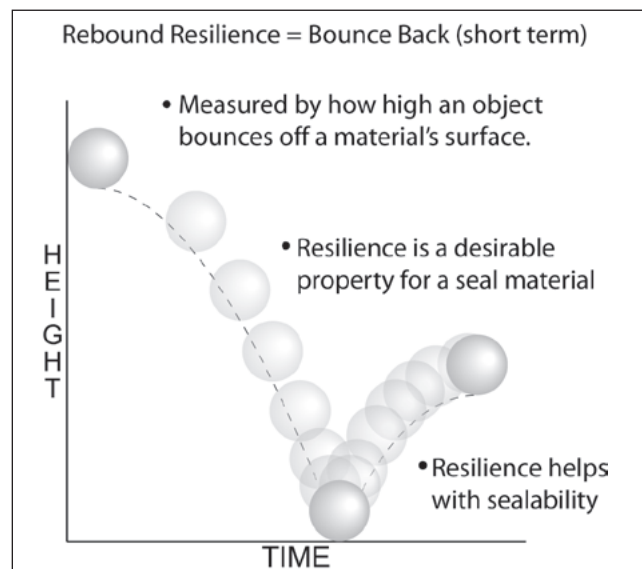 Rebound Resilience = Bounce Back (short term)
• Measured by how high an object
bounces off a material's surface.
• Resilience is a desirable
property for a seal material
HEIGHT
• Resilience helps
with sealability
TIME